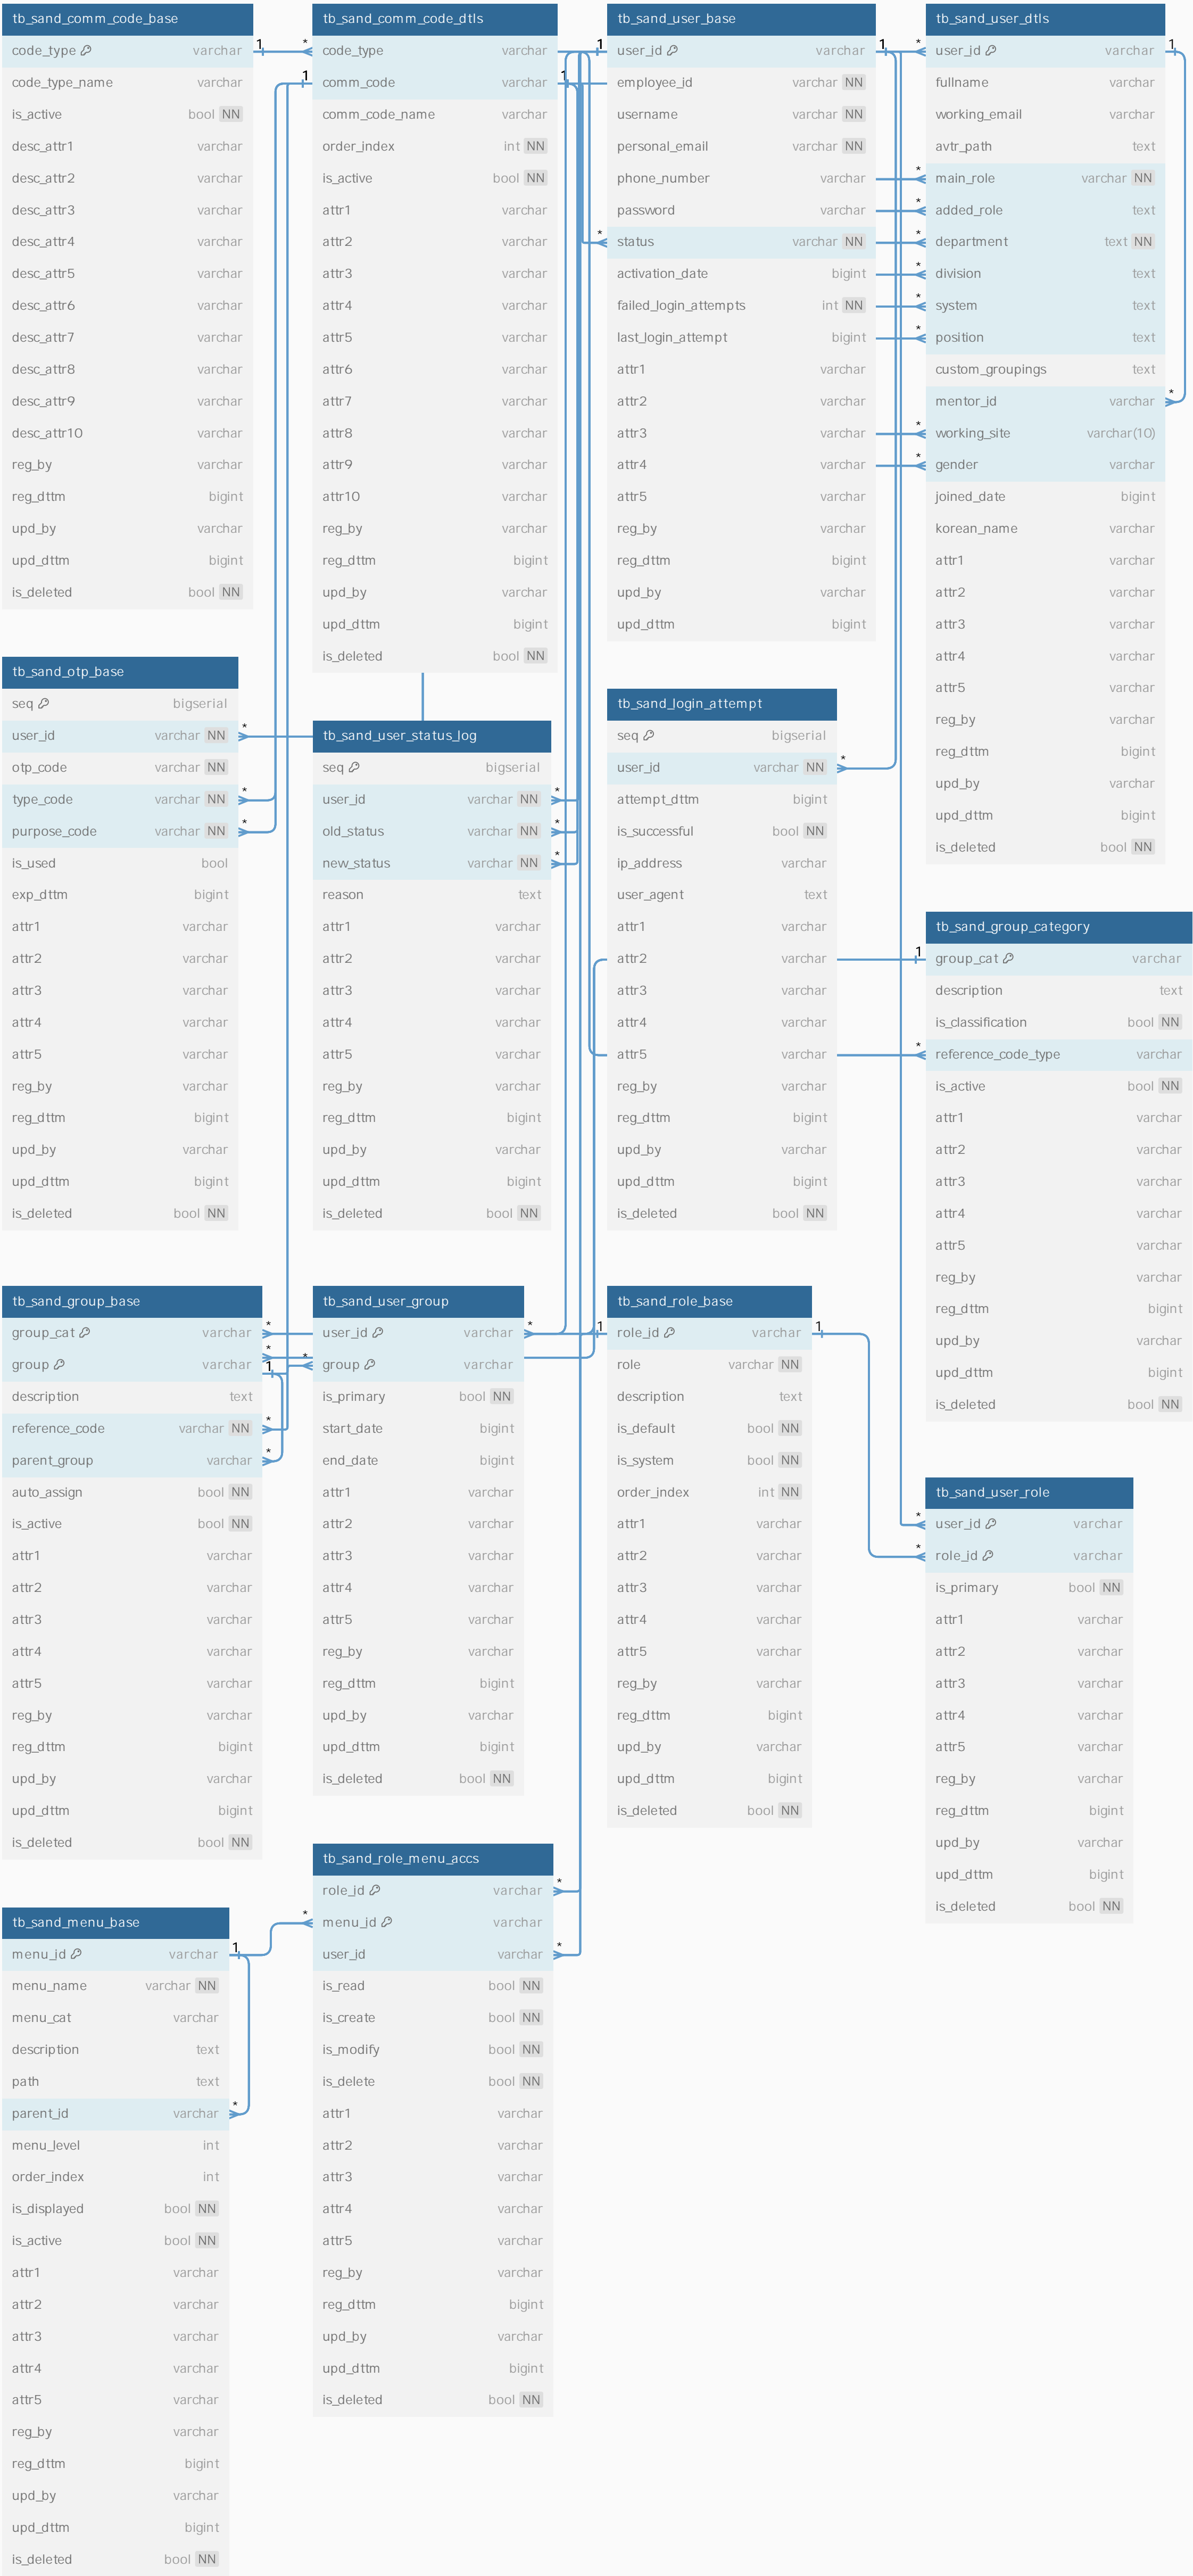 tb_sand_comm_code_base
code_type varchar
code_type_name varchar
is_active bool NN
desc_attr1 varchar
desc_attr2 varchar
desc_attr3 varchar
desc_attr4 varchar
desc_attr5 varchar
desc_attr6 varchar
desc_attr7 varchar
desc_attr8 varchar
desc_attr9 varchar
desc_attr10 varchar
reg_by varchar
reg_dttm bigint
upd_by varchar
upd_dttm bigint
is_deleted bool NN
1 *
tb_sand_comm_code_dtls
code_type varchar
comm_code varchar
comm_code_name varchar
order_index int NN
is_active bool NN
attr1 varchar
attr2 varchar
attr3 varchar
attr4 varchar
attr5 varchar
attr6 varchar
attr7 varchar
attr8 varchar
attr9 varchar
attr10 varchar
reg_by varchar
reg_dttm bigint
upd_by varchar
upd_dttm bigint
is_deleted bool NN
1 1
tb_sand_user_base
user_id varchar
employee_id varchar NN
username varchar NN
personal_email varchar NN
phone_number varchar
password varchar
status varchar NN
activation_date bigint
failed_login_attempts int NN
last_login_attempt bigint
attr1 varchar
attr2 varchar
attr3 varchar
attr4 varchar
attr5 varchar
reg_by varchar
reg_dttm bigint
upd_by varchar
upd_dttm bigint
1 * 1
tb_sand_user_dtls
user_id varchar
fullname varchar
working_email varchar
avtr_path text
main_role varchar NN
added_role text
department text NN
division text
system text
position text
custom_groupings text
mentor_id varchar
working_site varchar(10)
gender varchar
joined_date bigint
korean_name varchar
attr1 varchar
attr2 varchar
attr3 varchar
attr4 varchar
attr5 varchar
reg_by varchar
reg_dttm bigint
upd_by varchar
upd_dttm bigint
is_deleted bool NN
* 1
*
*
*
*
*
*
*
*
*
tb_sand_otp_base
seq bigserial
user_id varchar NN
otp_code varchar NN
type_code varchar NN
purpose_code varchar NN
is_used bool
exp_dttm bigint
attr1 varchar
attr2 varchar
attr3 varchar
attr4 varchar
attr5 varchar
reg_by varchar
reg_dttm bigint
upd_by varchar
upd_dttm bigint
is_deleted bool NN
*
*
*
tb_sand_user_status_log
seq bigserial
user_id varchar NN
old_status varchar NN
new_status varchar NN
reason text
attr1 varchar
attr2 varchar
attr3 varchar
attr4 varchar
attr5 varchar
reg_by varchar
reg_dttm bigint
upd_by varchar
upd_dttm bigint
is_deleted bool NN
*
*
*
tb_sand_login_attempt
seq bigserial
user_id varchar NN
attempt_dttm bigint
is_successful bool NN
ip_address varchar
user_agent text
attr1 varchar
attr2 varchar
attr3 varchar
attr4 varchar
attr5 varchar
reg_by varchar
reg_dttm bigint
upd_by varchar
upd_dttm bigint
is_deleted bool NN
*
tb_sand_group_category
group_cat varchar
description text
is_classification bool NN
reference_code_type varchar
is_active bool NN
attr1 varchar
attr2 varchar
attr3 varchar
attr4 varchar
attr5 varchar
reg_by varchar
reg_dttm bigint
upd_by varchar
upd_dttm bigint
is_deleted bool NN
1
*
tb_sand_group_base
group_cat varchar
group varchar
description text
reference_code varchar NN
parent_group varchar
auto_assign bool NN
is_active bool NN
attr1 varchar
attr2 varchar
attr3 varchar
attr4 varchar
attr5 varchar
reg_by varchar
reg_dttm bigint
upd_by varchar
upd_dttm bigint
is_deleted bool NN
*
*
1 *
*
*
tb_sand_user_group
user_id varchar
group varchar
is_primary bool NN
start_date bigint
end_date bigint
attr1 varchar
attr2 varchar
attr3 varchar
attr4 varchar
attr5 varchar
reg_by varchar
reg_dttm bigint
upd_by varchar
upd_dttm bigint
is_deleted bool NN
* 1
tb_sand_role_base
role_id varchar
role varchar NN
description text
is_default bool NN
is_system bool NN
order_index int NN
attr1 varchar
attr2 varchar
attr3 varchar
attr4 varchar
attr5 varchar
reg_by varchar
reg_dttm bigint
upd_by varchar
upd_dttm bigint
is_deleted bool NN
1
tb_sand_user_role
user_id varchar
role_id varchar
is_primary bool NN
attr1 varchar
attr2 varchar
attr3 varchar
attr4 varchar
attr5 varchar
reg_by varchar
reg_dttm bigint
upd_by varchar
upd_dttm bigint
is_deleted bool NN
*
*
tb_sand_menu_base
menu_id varchar
menu_name varchar NN
menu_cat varchar
description text
path text
parent_id varchar
menu_level int
order_index int
is_displayed bool NN
is_active bool NN
attr1 varchar
attr2 varchar
attr3 varchar
attr4 varchar
attr5 varchar
reg_by varchar
reg_dttm bigint
upd_by varchar
upd_dttm bigint
is_deleted bool NN
1 *
*
tb_sand_role_menu_accs
role_id varchar
menu_id varchar
user_id varchar
is_read bool NN
is_create bool NN
is_modify bool NN
is_delete bool NN
attr1 varchar
attr2 varchar
attr3 varchar
attr4 varchar
attr5 varchar
reg_by varchar
reg_dttm bigint
upd_by varchar
upd_dttm bigint
is_deleted bool NN
*
*